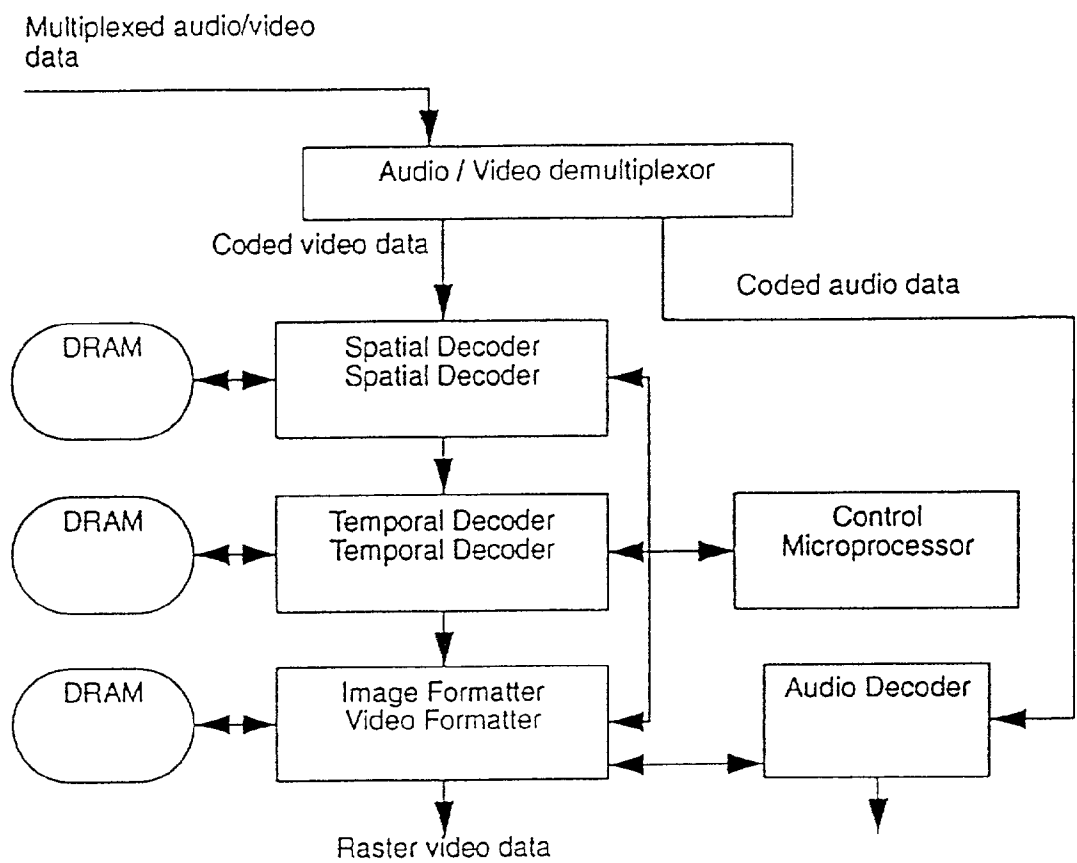 Multiplexed audio/video
data
Audio / Video demultiplexor
Coded video data
Coded audio data
DRAM
Spatial Decoder
Spatial Decoder
DRAM
Temporal Decoder
Temporal Decoder
Control
Microprocessor
DRAM
Image Formatter
Video Formatter
Audio Decoder
Raster video data